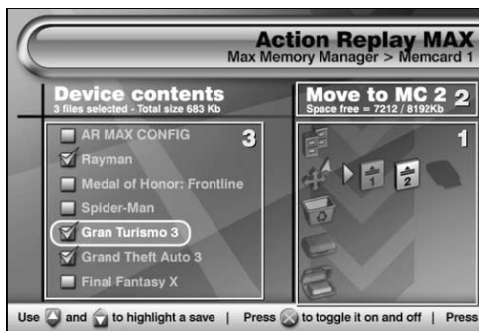 Action Replay MAX
Max Memory Manager > Memcard 1
Device contents
3 files selected - Total size 683 Kb
Move to MC 2 2
Space free = 7212 / 8192Kb
3
AR MAX CONFIG
Rayman
Medal of Honor: Frontline
Spider-Man
Gran Turismo 3
Grand Theft Auto 3
Final Fantasy X
1
1 2
Use and to highlight a save | Press to toggle it on and off | Press